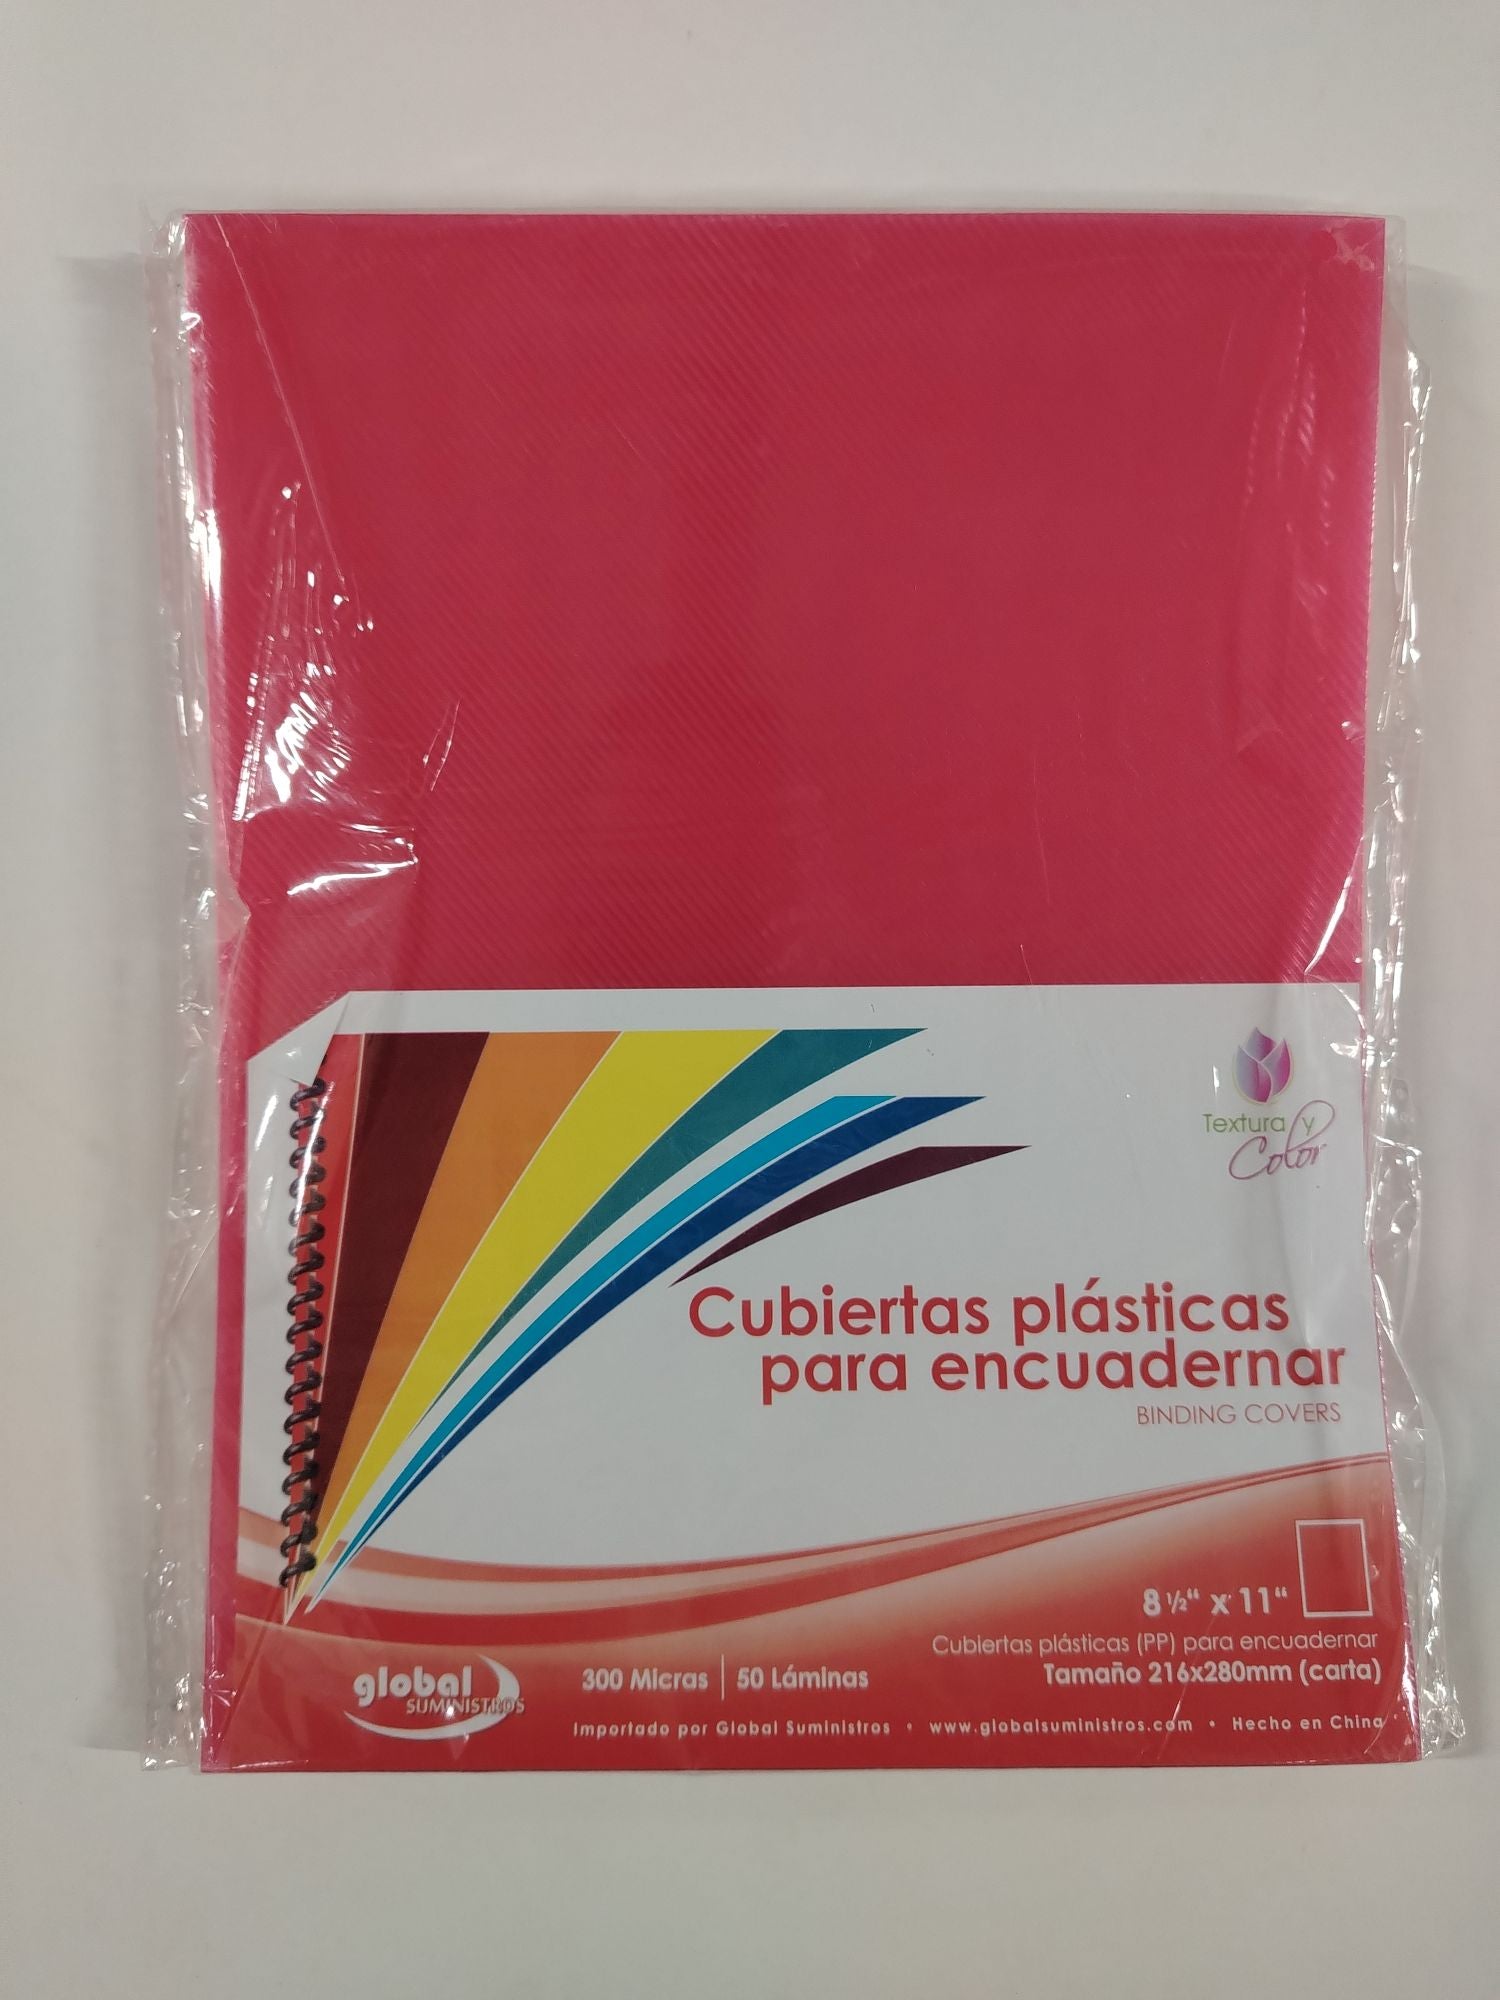 Textura y
Color
Cubiertas plásticas
para encuadernar
BINDING COVERS
8 ½" x 11"
Cubiertas plásticas (PP) para encuadernar
Tamaño 216x280mm (carta)
global
SUMINISTROS
300 Micras | 50 Láminas
Importado por Global Suministros • www.globalsuministros.com • Hecho en China